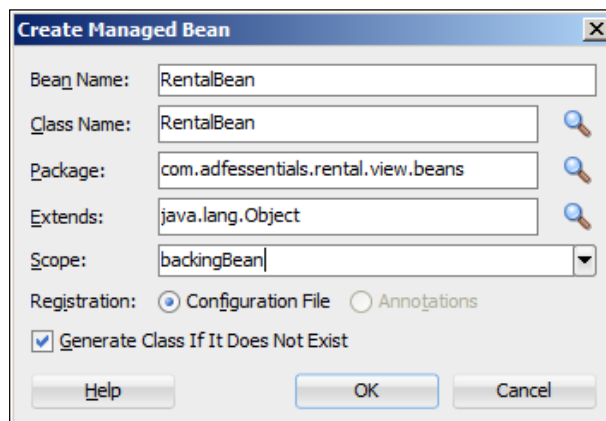 Create Managed Bean
Bean Name: RentalBean
Class Name: RentalBean
Package: com.adfessentials.rental.view.beans
Extends: java.lang.Object
Scope: backingBean
Registration: Configuration File Annotations
Generate Class If It Does Not Exist
Help OK Cancel